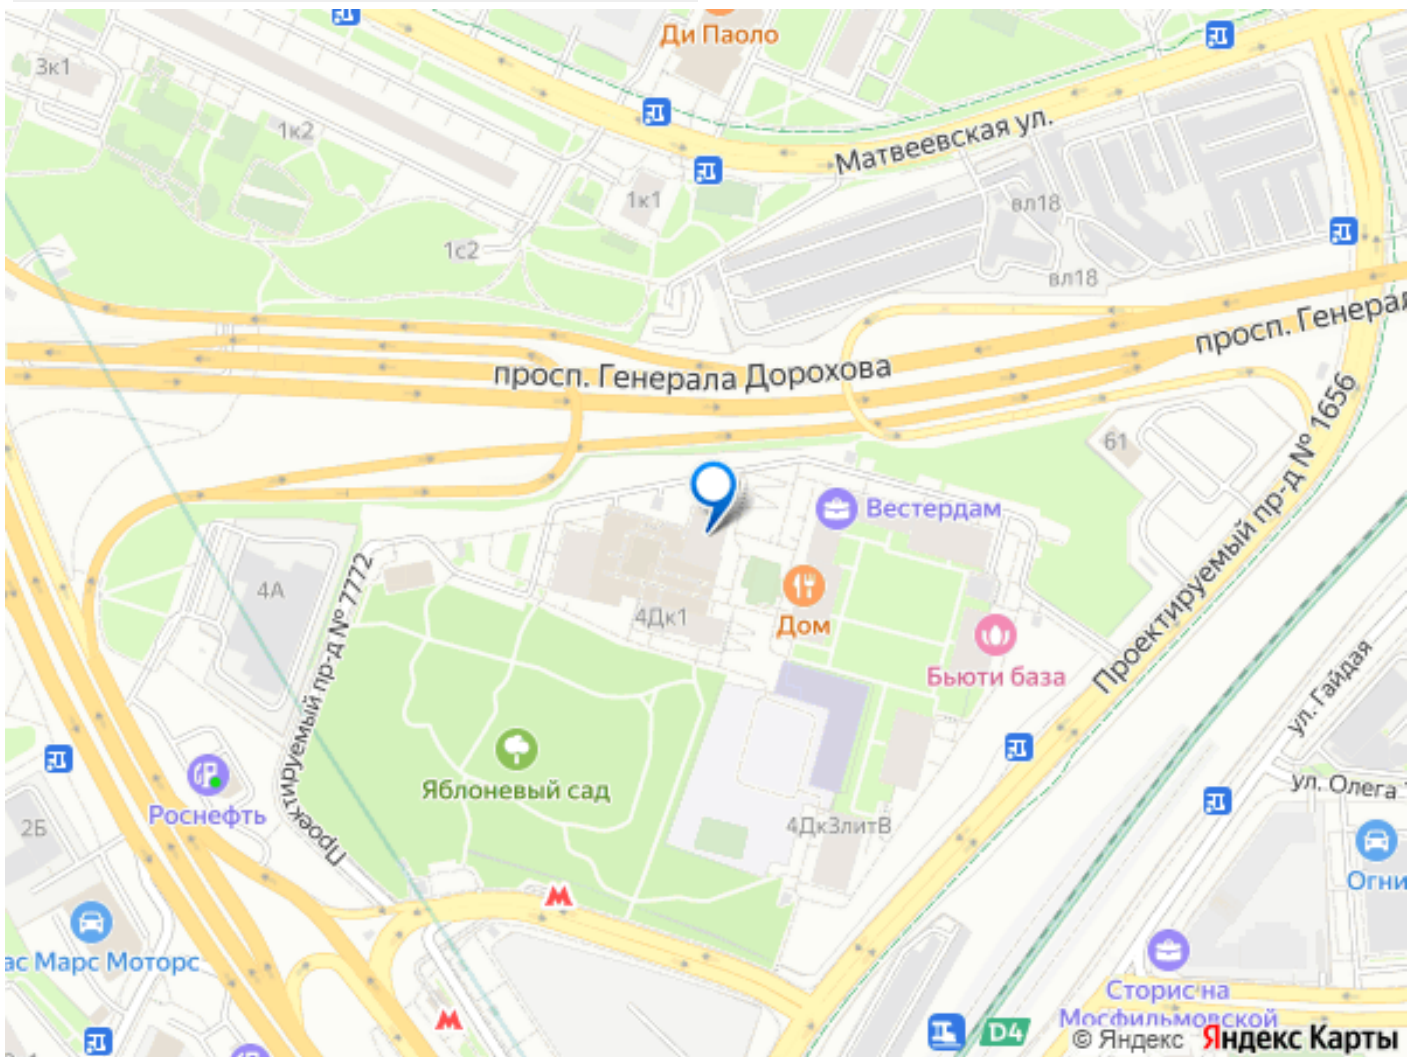 Ди Паоло
3к1
1к2
Матвеевская ул.
1к1
вл18
1с2
вл18
просп. Генерал
просп. Генерала Дорохова
61
Проектируемый пр-д № 1656
Вестердам
4А
Проектируемый пр-д № 7772
4Дк1
Дом
Бьюти база
ул. Гайдая
Яблоневый сад
ул. Олега
Роснефть
2Б
4Дк3литВ
Огни
М
ас Марс Моторс
Сторис на
Мосфильмовской
М
D4
© Яндекс Яндекс Карты